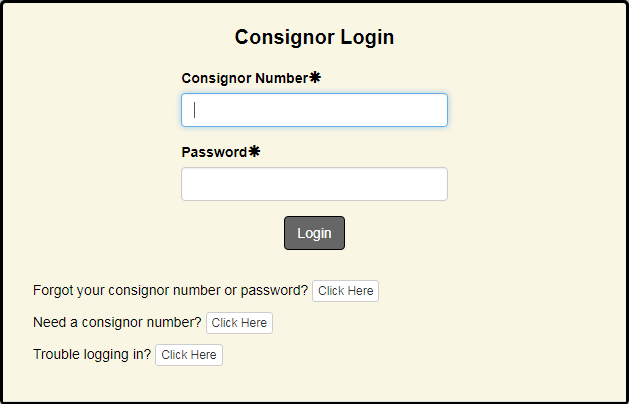 Consignor Login
Consignor Number✱
Password✱
Login
Forgot your consignor number or password? Click Here
Need a consignor number? Click Here
Trouble logging in? Click Here